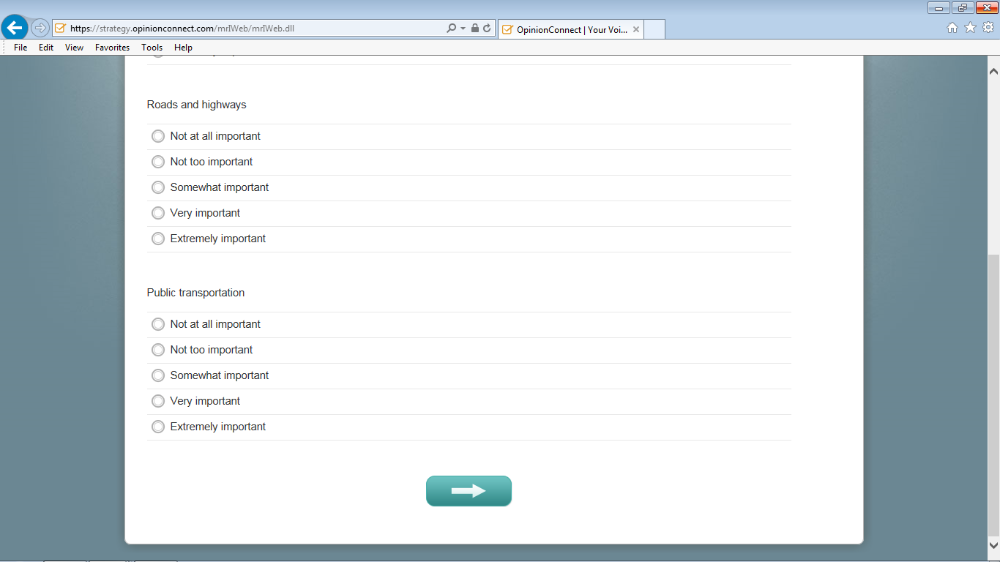 https://strategy.opinionconnect.com/mrIWeb/mrIWeb.dll
OpinionConnect | Your Voi...
File Edit View Favorites Tools Help
Roads and highways
Not at all important
Not too important
Somewhat important
Very important
Extremely important
Public transportation
Not at all important
Not too important
Somewhat important
Very important
Extremely important